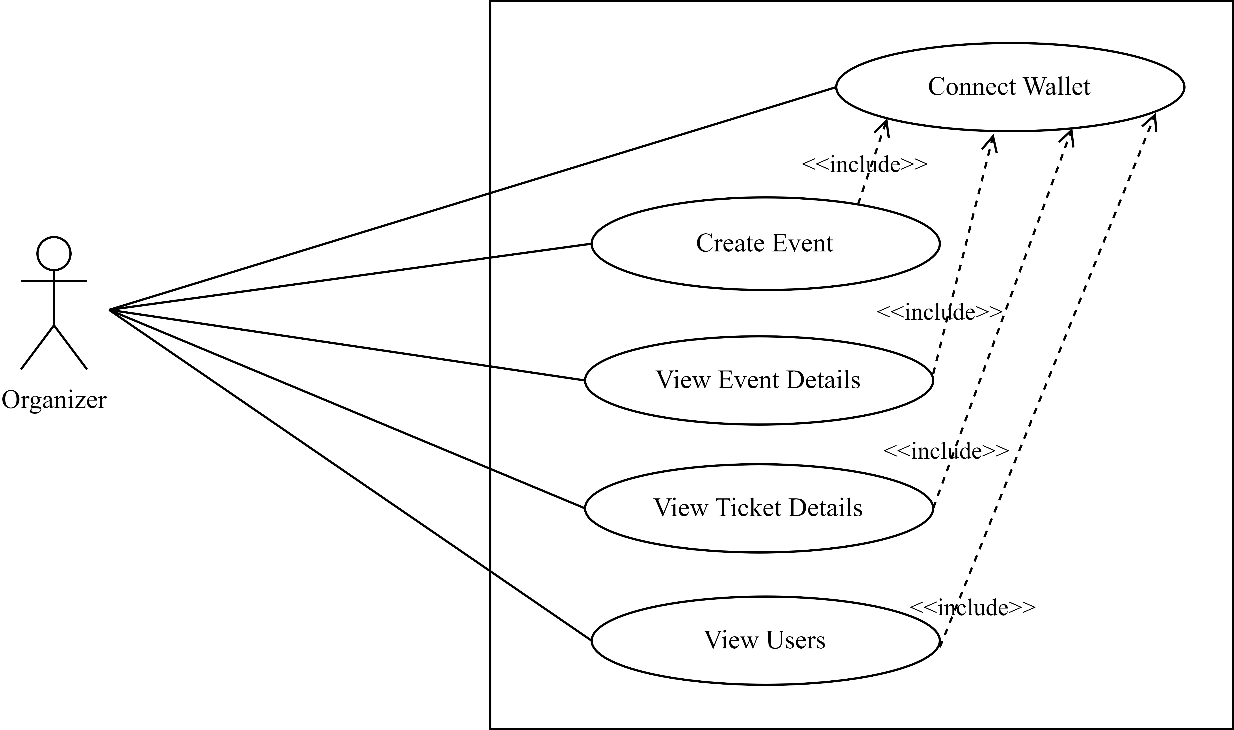 Connect Wallet
<<include>>
Create Event
<<include>>
View Event Details
Organizer
<<include>>
View Ticket Details
<<include>>
View Users